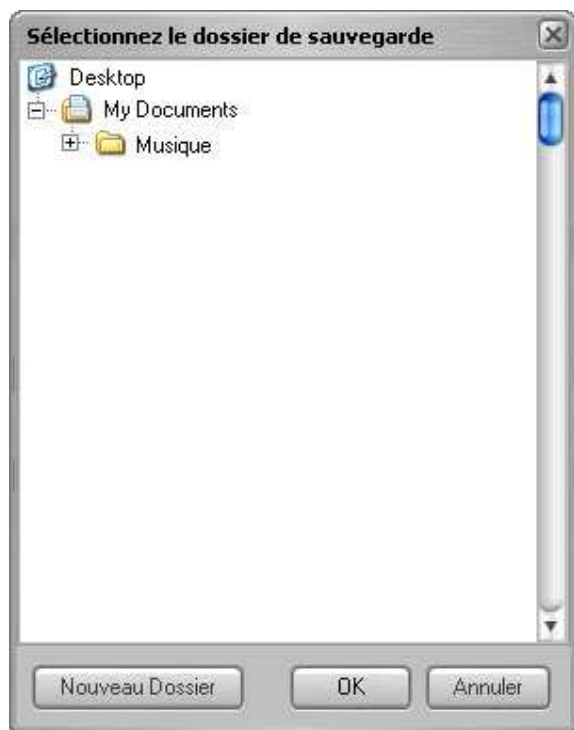 Sélectionnez le dossier de sauvegarde
Desktop
My Documents
Musique
Nouveau Dossier OK Annuler